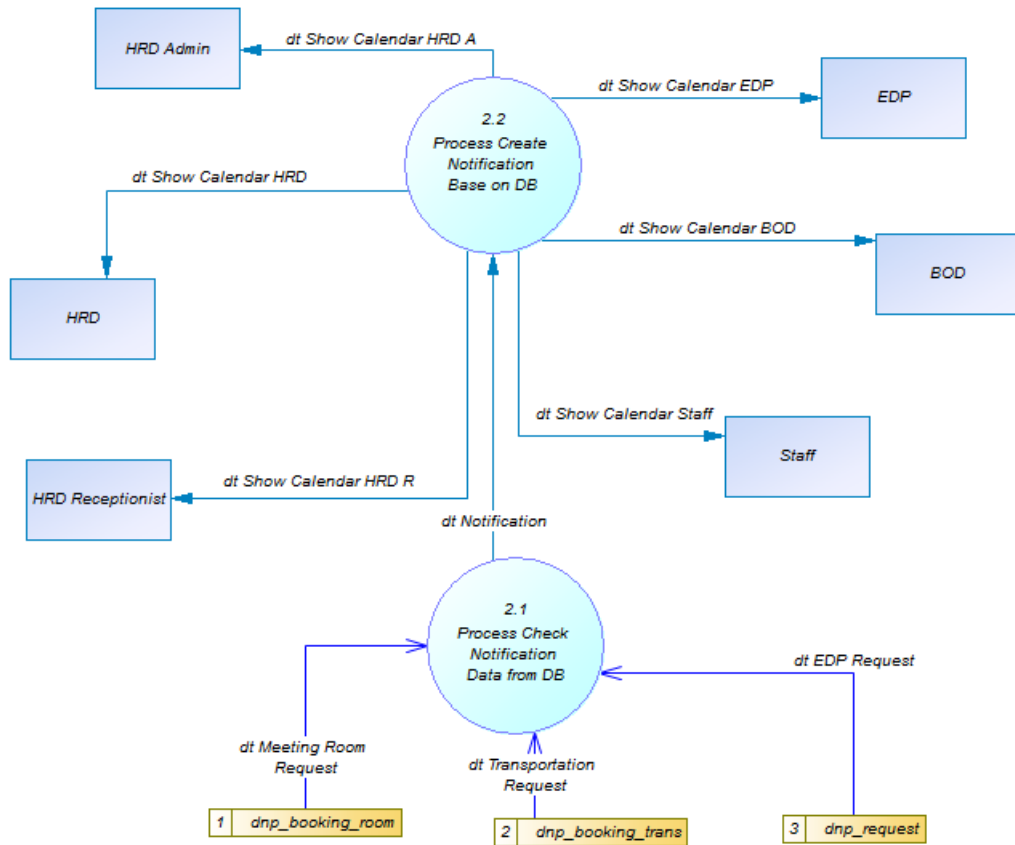 HRD Admin
dt Show Calendar HRD A
dt Show Calendar EDP
EDP
2.2
Process Create
Notification
Base on DB
dt Show Calendar HRD
dt Show Calendar BOD
BOD
HRD
dt Show Calendar Staff
Staff
HRD Receptionist
dt Show Calendar HRD R
dt Notification
2.1
Process Check
Notification
Data from DB
dt EDP Request
dt Meeting Room
Request
dt Transportation
Request
1 dnp_booking_room
2 dnp_booking_trans
3 dnp_request